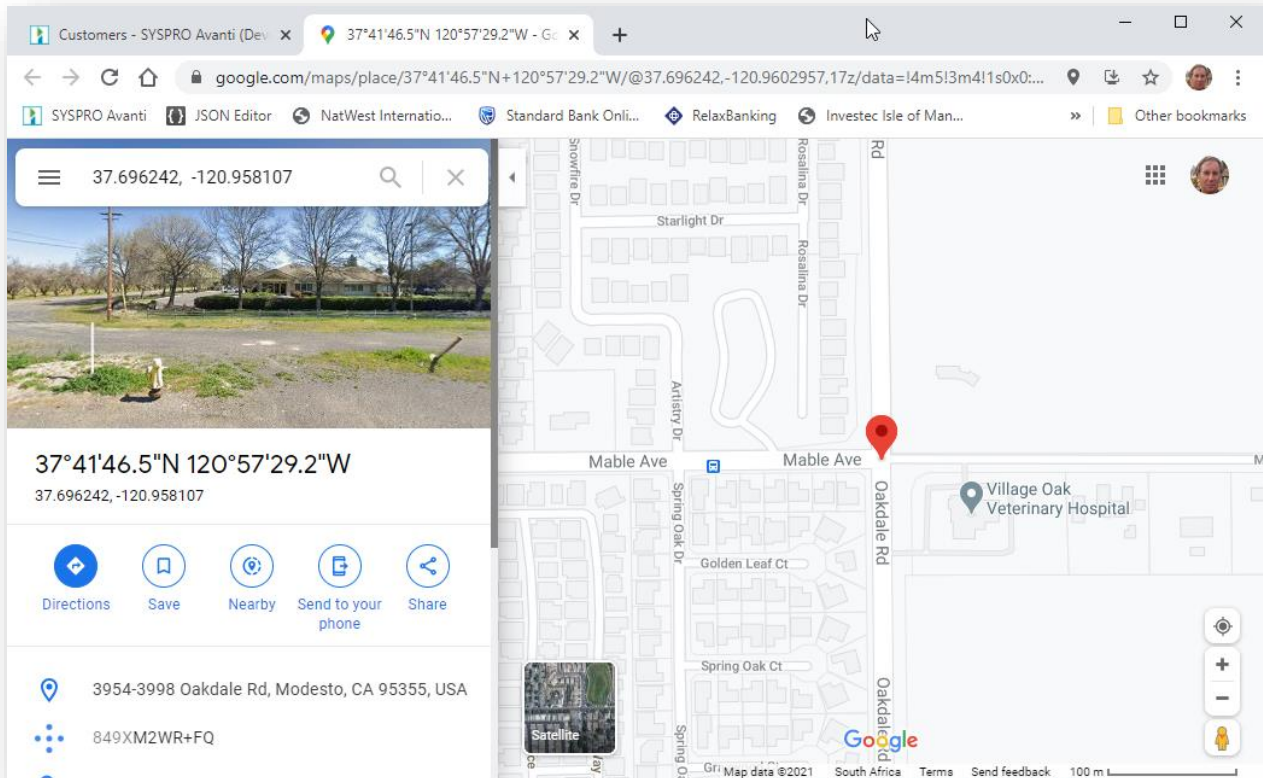 Customers - SYSPRO Avanti (Dev
37°41'46.5"N 120°57'29.2"W - Go
google.com/maps/place/37°41'46.5"N+120°57'29.2"W/@37.696242,-120.9602957,17z/data=!4m5!3m4!1s0x0:...
SYSPRO Avanti
JSON Editor
NatWest Internatio...
Standard Bank Onli...
RelaxBanking
Investec Isle of Man...
»
Other bookmarks
37.696242, -120.958107
37°41'46.5"N 120°57'29.2"W
37.696242, -120.958107
Directions
Save
Nearby
Send to your
phone
Share
3954-3998 Oakdale Rd, Modesto, CA 95355, USA
849XM2WR+FQ
Snowfire Dr
Rosalina Dr
Rd
Starlight Dr
Rosalina Dr
Artistry Dr
Mable Ave
Mable Ave
M
Spring Oak Dr
Oakdale Rd
Village Oak
Veterinary Hospital
Golden Leaf Ct
Spring Oak Ct
Oakdale Rd
Satellite
Spring O
Google
Map data ©2021
South Africa
Terms
Send feedback
100 m